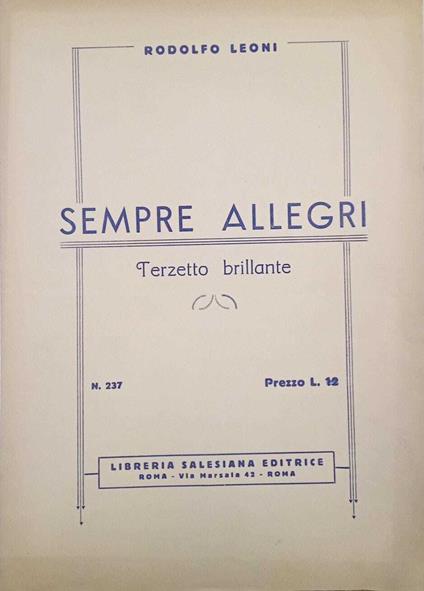 RODOLFO LEONI
SEMPRE ALLEGRI
Terzetto brillante
N. 237
Prezzo L. 12
LIBRERIA SALESIANA EDITRICE
ROMA - Via Marsala 42 - ROMA